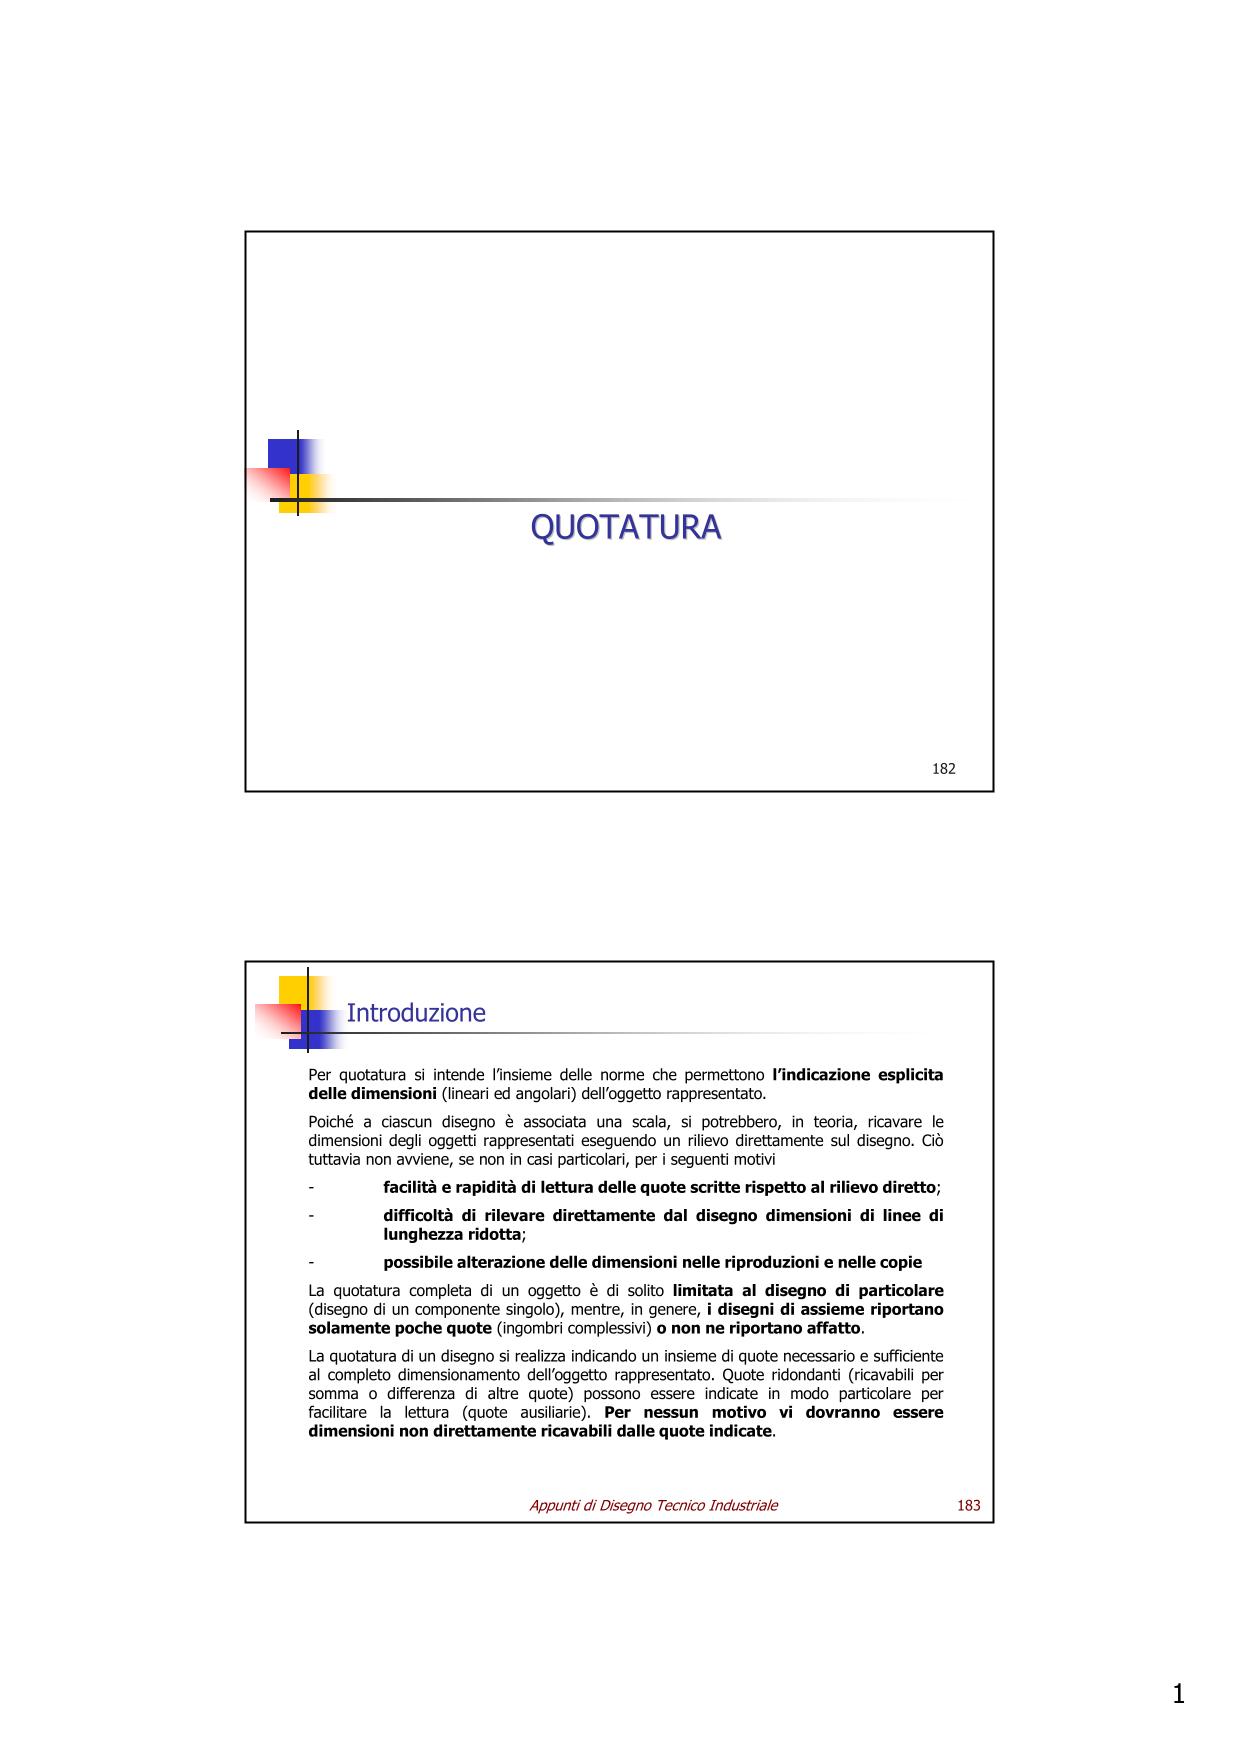 QUOTATURA
182
Introduzione
Per quotatura si intende l’insieme delle norme che permettono l’indicazione esplicita
delle dimensioni (lineari ed angolari) dell’oggetto rappresentato.
Poiché a ciascun disegno è associata una scala, si potrebbero, in teoria, ricavare le
dimensioni degli oggetti rappresentati eseguendo un rilievo direttamente sul disegno. Ciò
tuttavia non avviene, se non in casi particolari, per i seguenti motivi
- facilità e rapidità di lettura delle quote scritte rispetto al rilievo diretto;
- difficoltà di rilevare direttamente dal disegno dimensioni di linee di
lunghezza ridotta;
- possibile alterazione delle dimensioni nelle riproduzioni e nelle copie
La quotatura completa di un oggetto è di solito limitata al disegno di particolare
(disegno di un componente singolo), mentre, in genere, i disegni di assieme riportano
solamente poche quote (ingombri complessivi) o non ne riportano affatto.
La quotatura di un disegno si realizza indicando un insieme di quote necessario e sufficiente
al completo dimensionamento dell’oggetto rappresentato. Quote ridondanti (ricavabili per
somma o differenza di altre quote) possono essere indicate in modo particolare per
facilitare la lettura (quote ausiliarie). Per nessun motivo vi dovranno essere
dimensioni non direttamente ricavabili dalle quote indicate.
Appunti di Disegno Tecnico Industriale 183
1